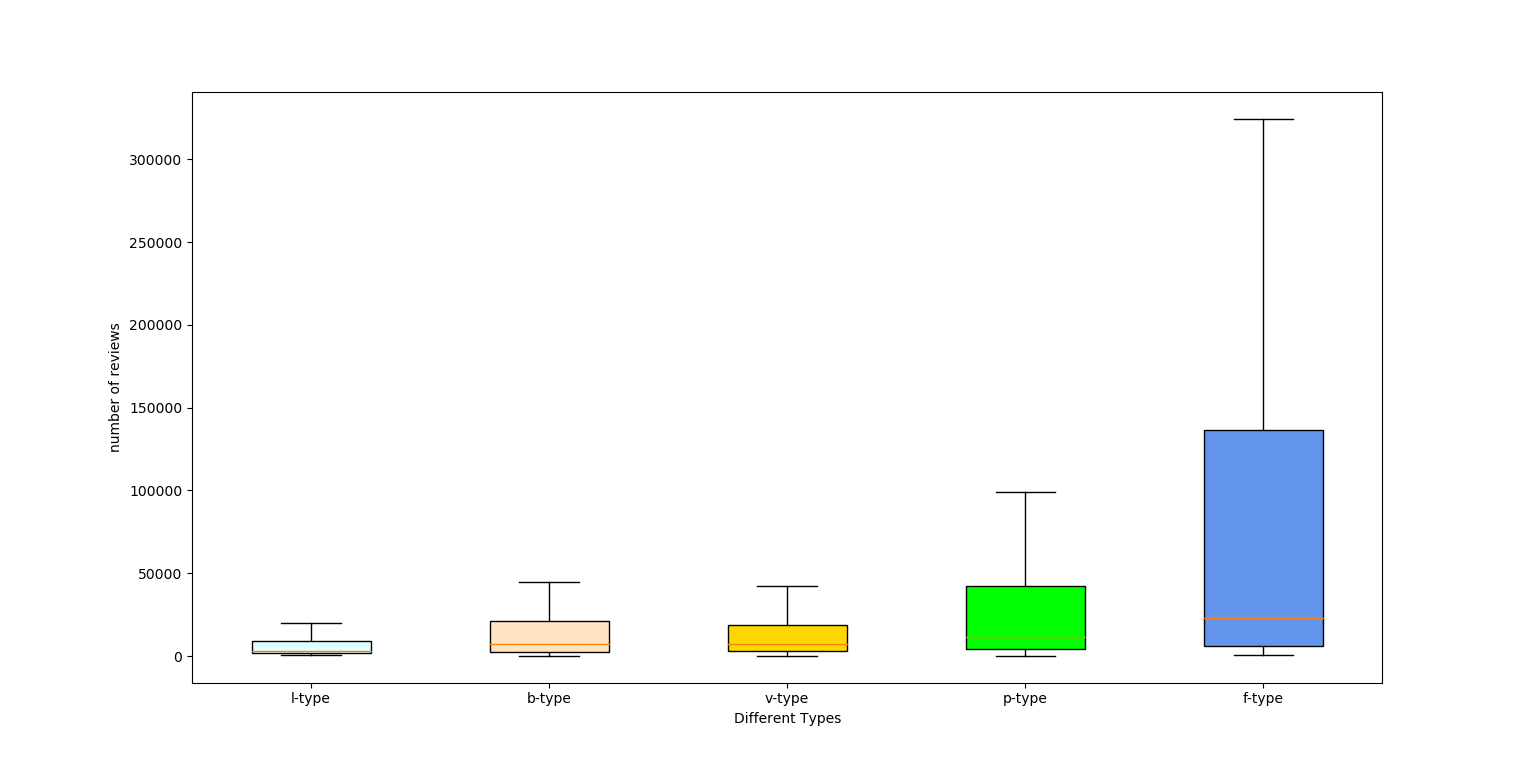 300000
250000
200000
150000
100000
50000
0
number of reviews
l-type b-type v-type p-type f-type
Different Types